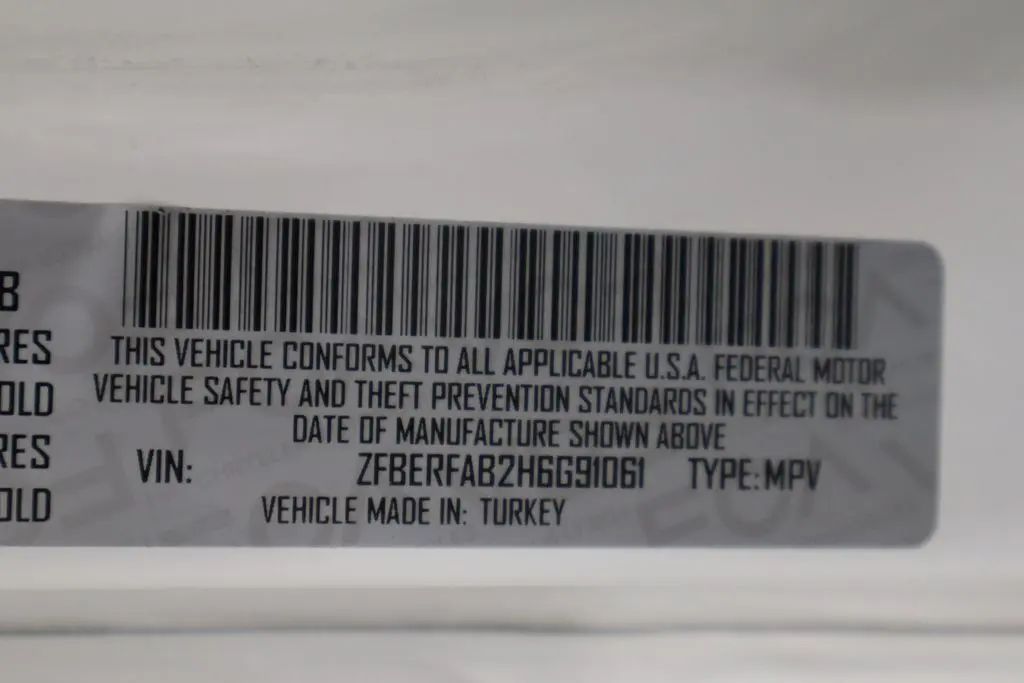 B
RES
OLD
RES
OLD
THIS VEHICLE CONFORMS TO ALL APPLICABLE U.S.A. FEDERAL MOTOR
VEHICLE SAFETY AND THEFT PREVENTION STANDARDS IN EFFECT ON THE
DATE OF MANUFACTURE SHOWN ABOVE
VIN: ZFBERFAB2H6G91061 TYPE: MPV
VEHICLE MADE IN: TURKEY